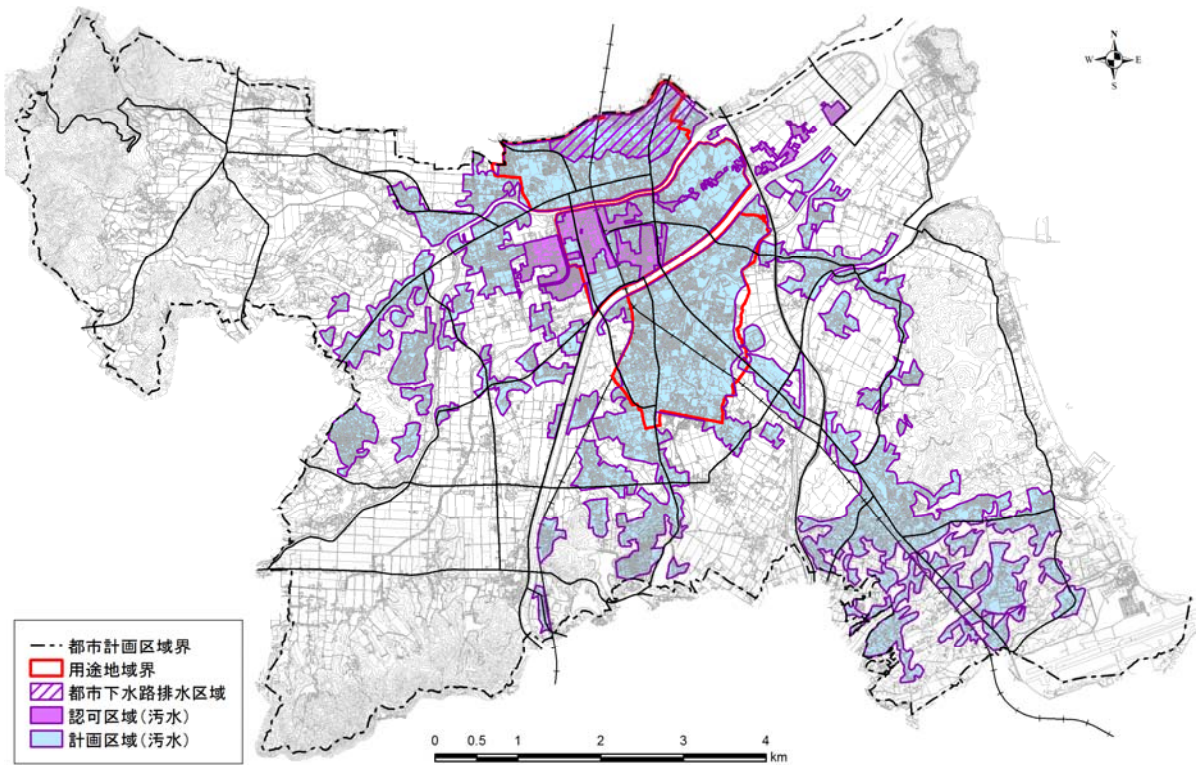 N
W E
S
都市計画区域界
用途地域界
都市下水路排水区域
認可区域(汚水)
計画区域(汚水)
0 0.5 1 2 3 4
km